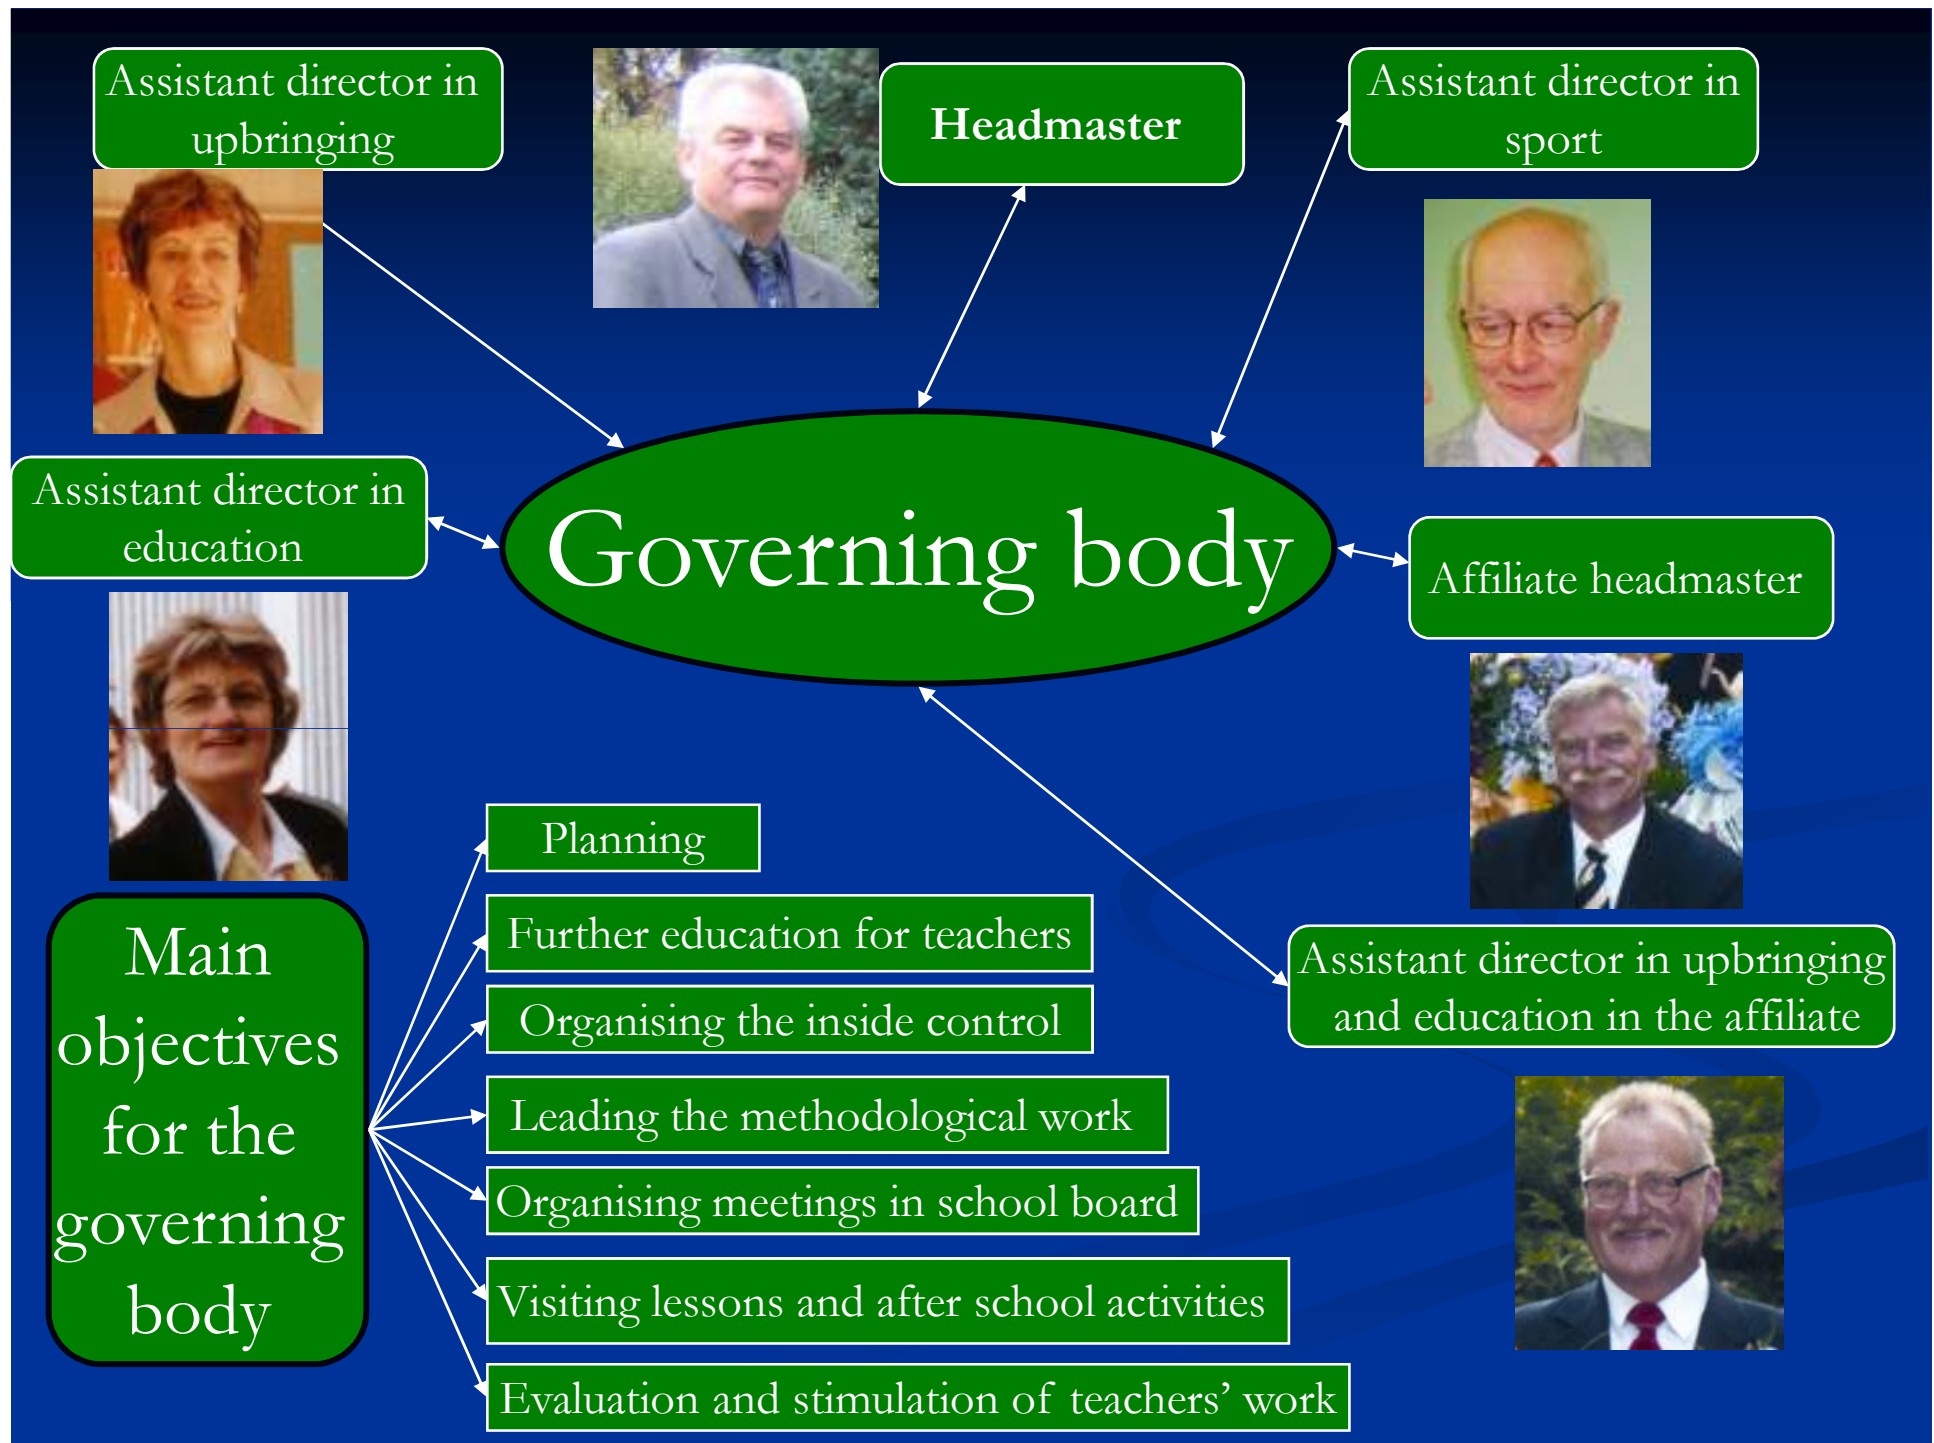 Assistant director in
upbringing
Headmaster
Assistant director in
sport
Assistant director in
education
Governing body
Affiliate headmaster
Assistant director in upbringing
and education in the affiliate
Main
objectives
for the
governing
body
Planning
Further education for teachers
Organising the inside control
Leading the methodological work
Organising meetings in school board
Visiting lessons and after school activities
Evaluation and stimulation of teachers’ work